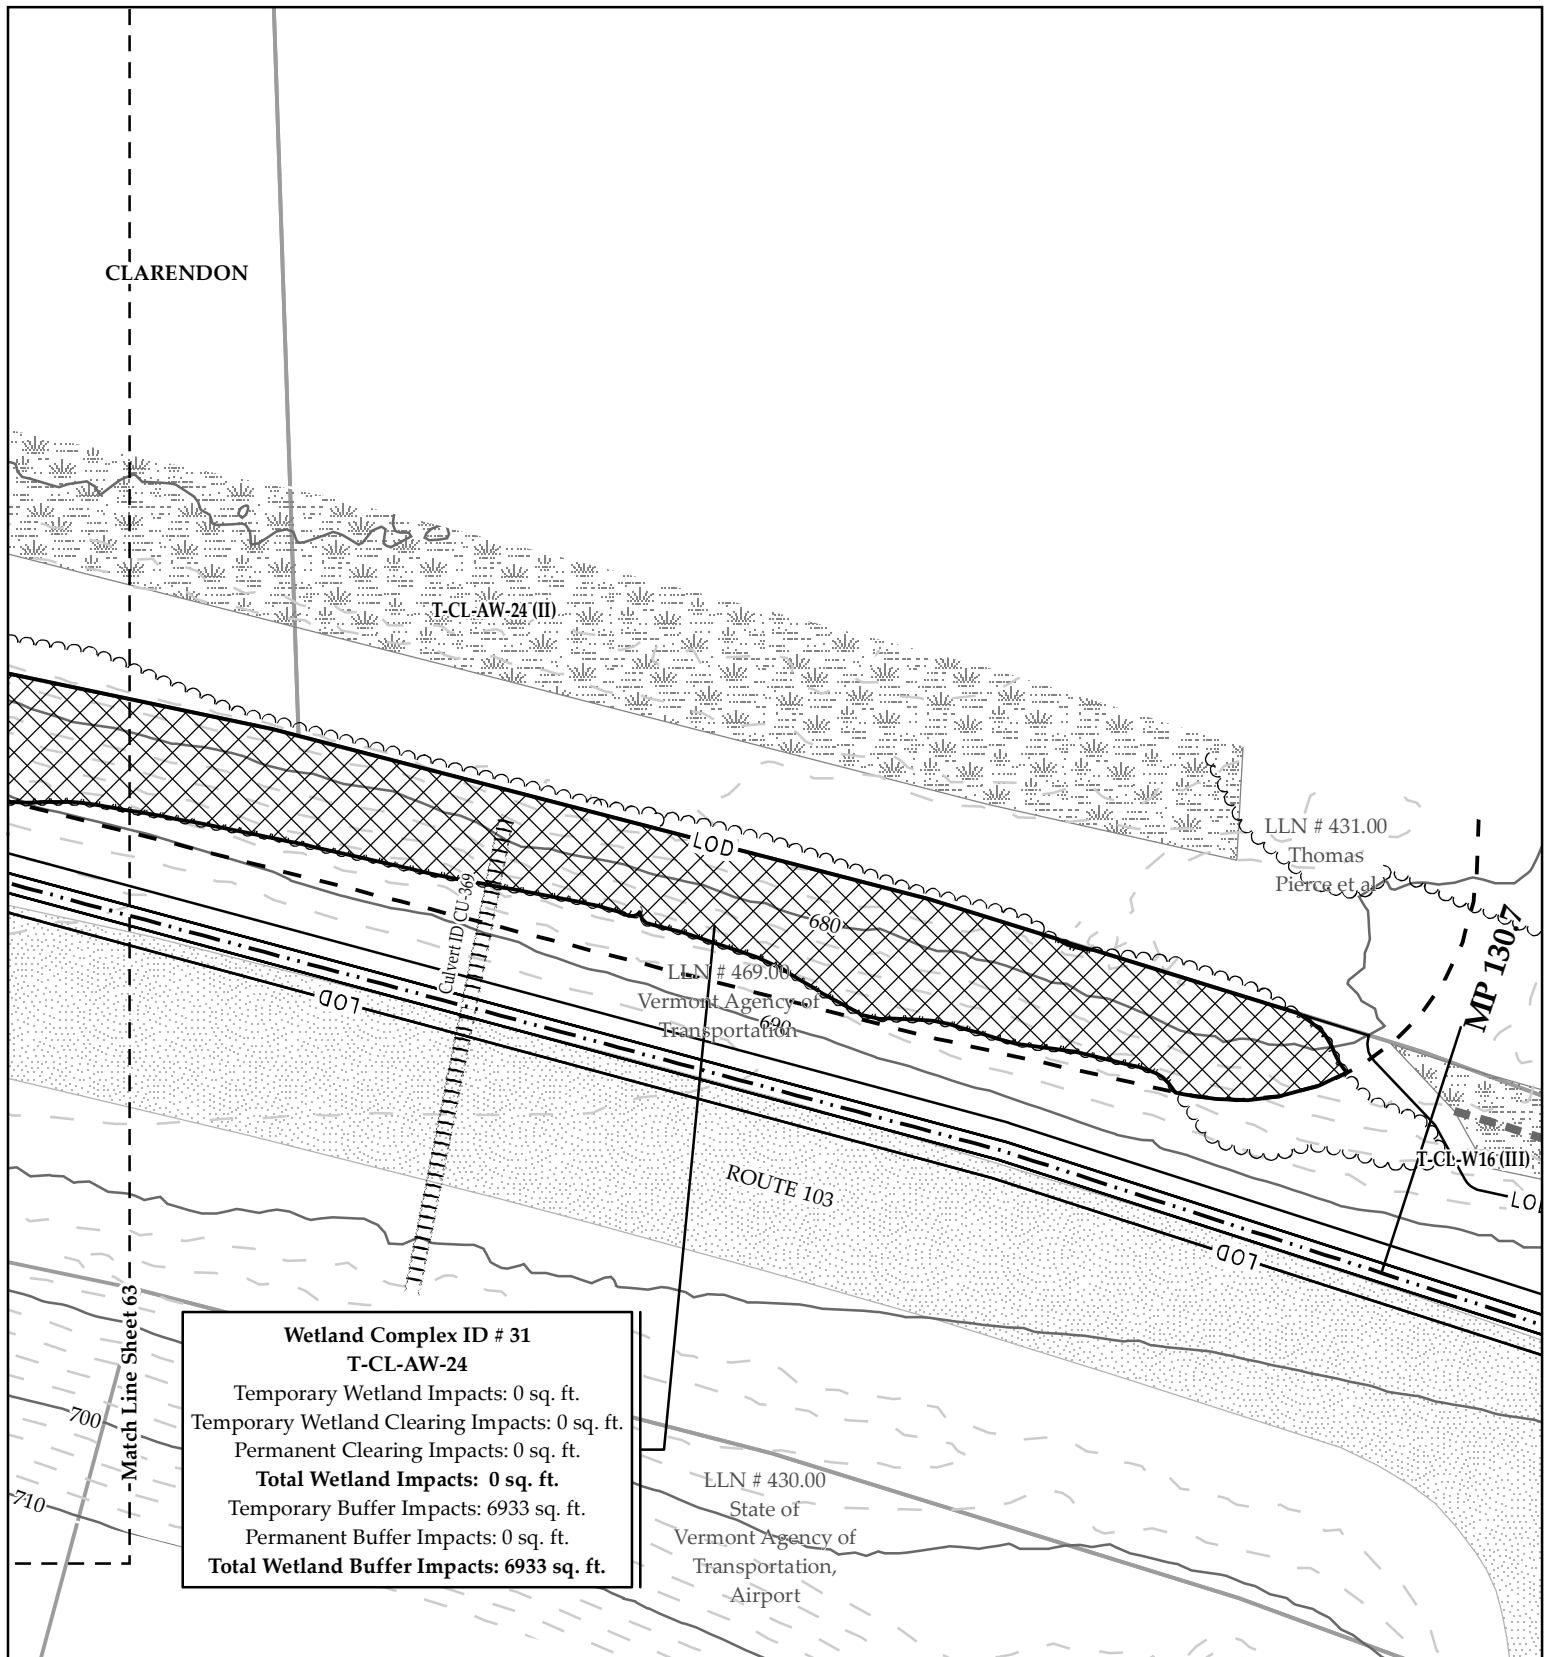 CLARENDON
T-CL-AW-24 (II)
LOD
LLN # 431.00
Thomas
Pierce et al
680
MP 130.7
Culvert ID CU-369
LLN # 469.00
Vermont Agency of
Transportation
690
LOD
T-CL-W16 (III)
ROUTE 103
LOD
LOD
Match Line Sheet 63
Wetland Complex ID # 31
T-CL-AW-24
Temporary Wetland Impacts: 0 sq. ft.
Temporary Wetland Clearing Impacts: 0 sq. ft.
Permanent Clearing Impacts: 0 sq. ft.
Total Wetland Impacts: 0 sq. ft.
Temporary Buffer Impacts: 6933 sq. ft.
Permanent Buffer Impacts: 0 sq. ft.
Total Wetland Buffer Impacts: 6933 sq. ft.
700
710
LLN # 430.00
State of
Vermont Agency of
Transportation,
Airport